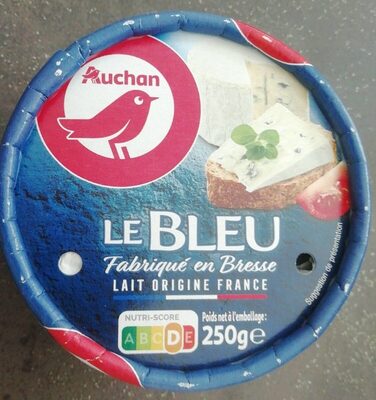 Auchan
LE BLEU
Fabriqué en Bresse
LAIT ORIGINE FRANCE
Suggestion de présentation
NUTRI-SCORE
A B C D E
Poids net à l'emballage :
250g e